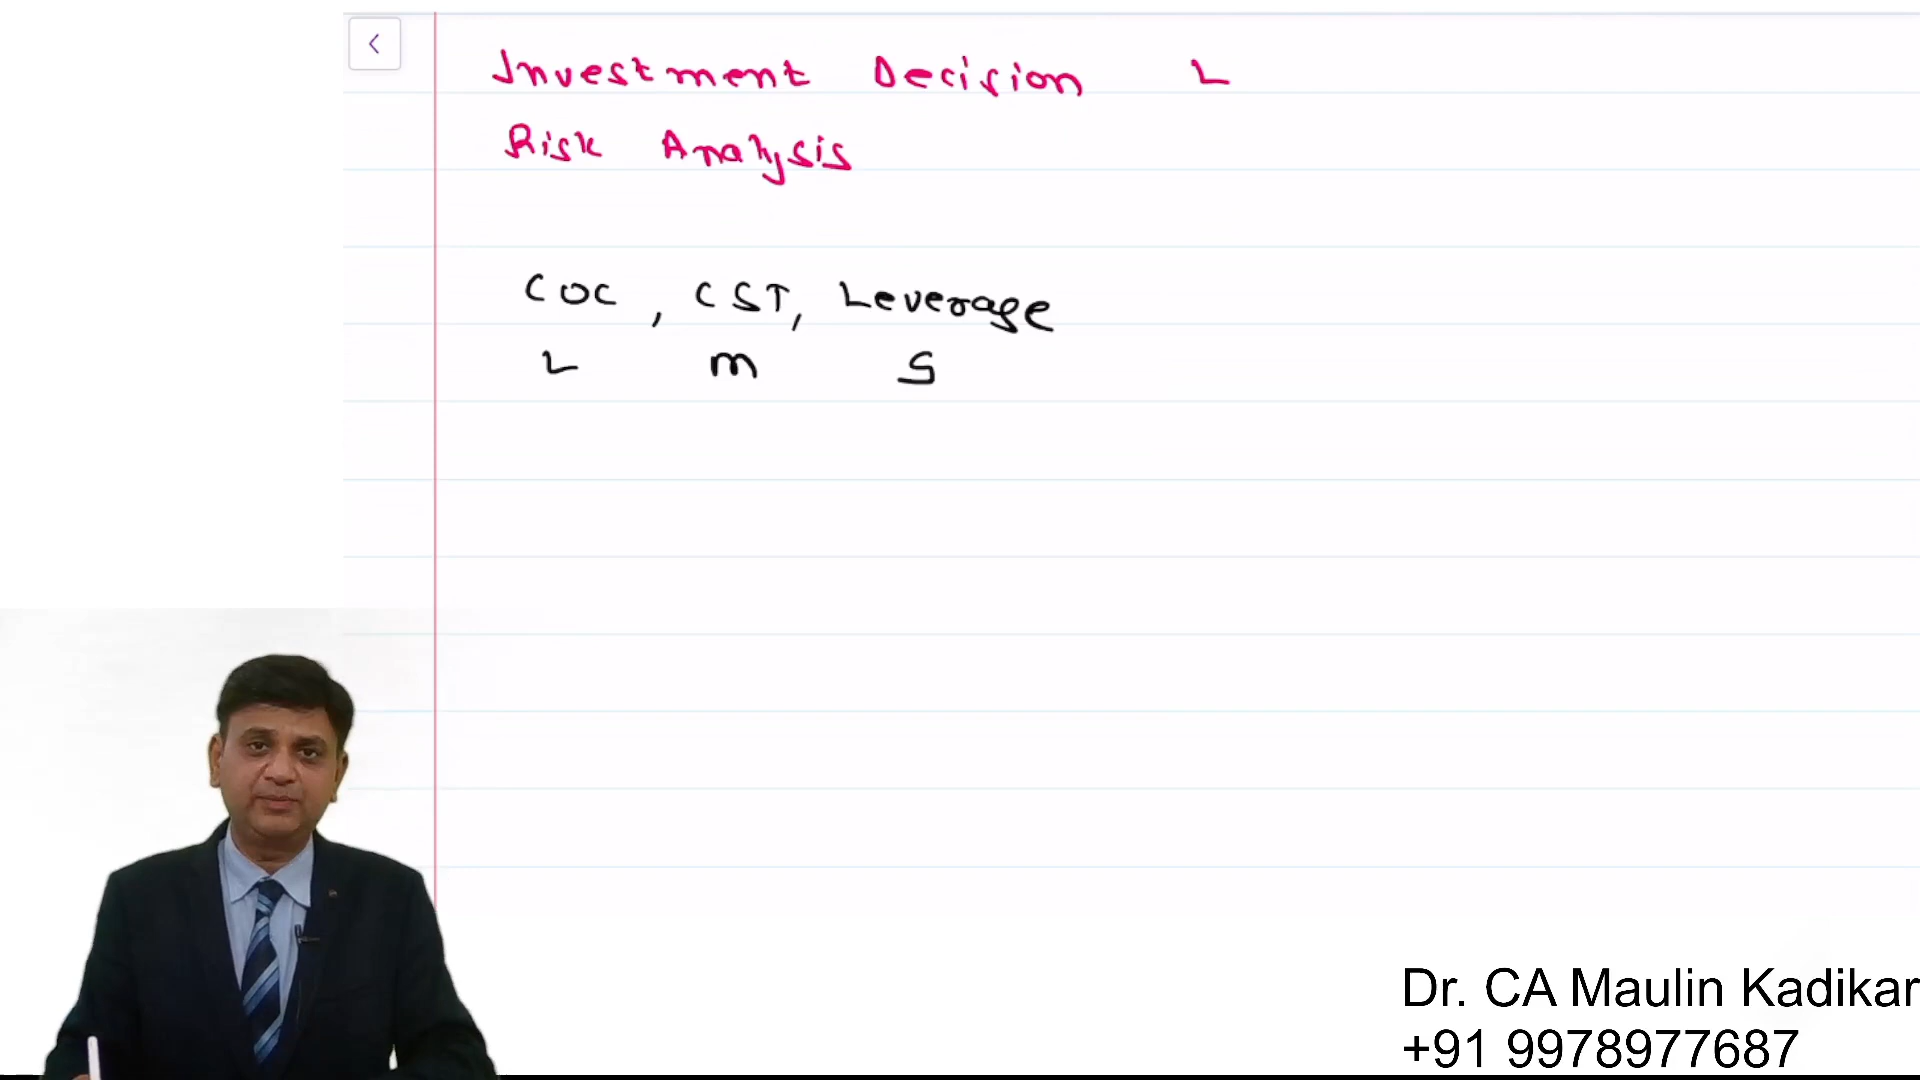 Investment Decision L
Risk Analysis
COC, CST, Leverage
L m S
Dr. CA Maulin Kadikar
+91 9978977687